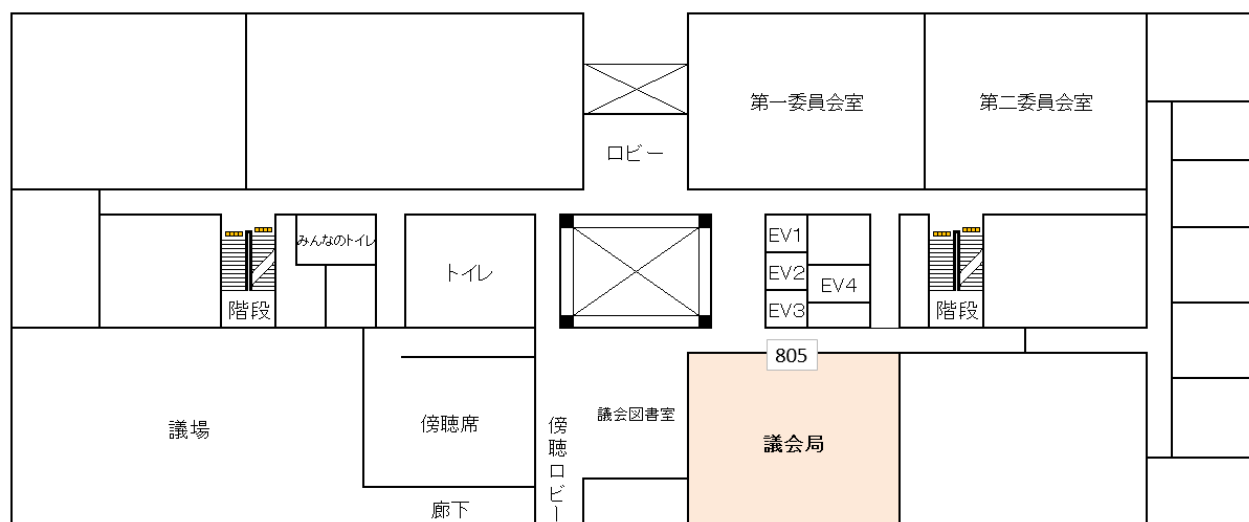 第一委員会室
第二委員会室
ロビー
みんなのトイレ
トイレ
EV1
EV2
EV3
EV4
階段
階段
805
議場
傍聴席
傍聴ロビー
議会図書室
議会局
廊下